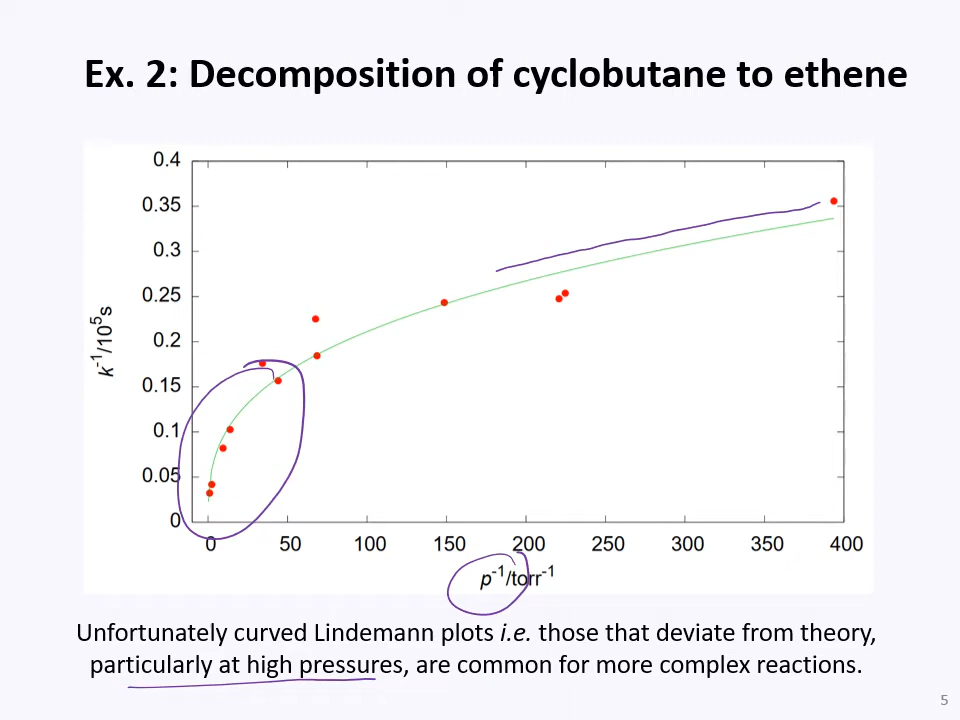 Ex. 2: Decomposition of cyclobutane to ethene
0.4
0.35
0.3
0.25
0.2
0.15
0.1
0.05
0
k⁻¹/10⁵s
0 50 100 150 200 250 300 350 400
p⁻¹/torr⁻¹
Unfortunately curved Lindemann plots i.e. those that deviate from theory,
particularly at high pressures, are common for more complex reactions.
5